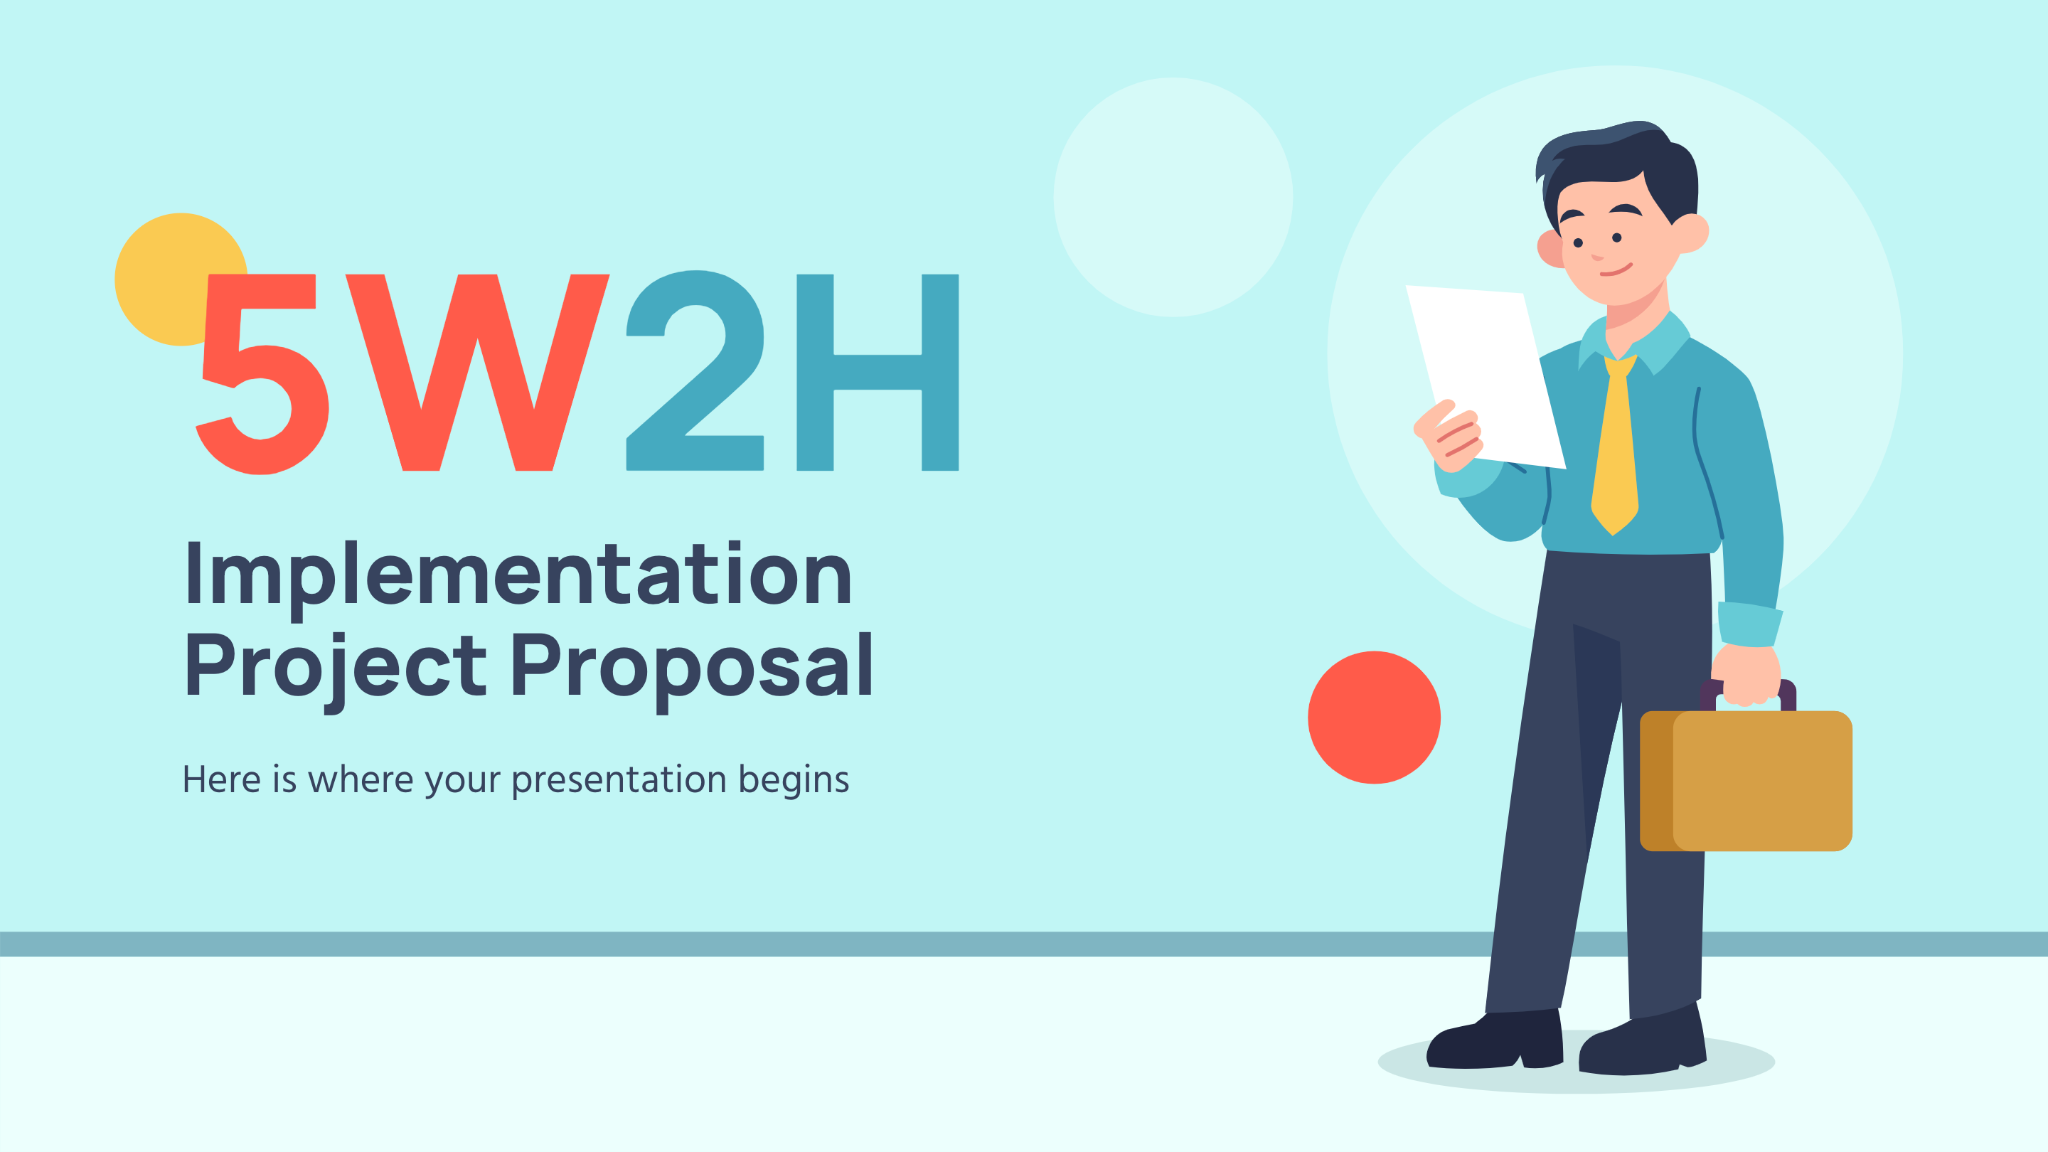 5W2H
Implementation
Project Proposal
Here is where your presentation begins